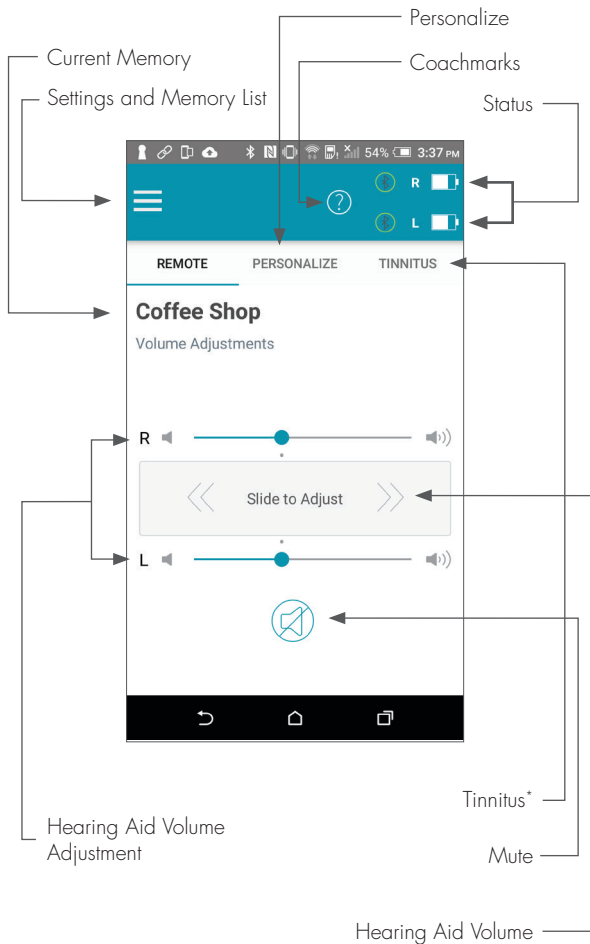 Personalize
Current Memory
Coachmarks
Settings and Memory List
Status
54% 3:37 PM
?
R
L
REMOTE PERSONALIZE TINNITUS
Coffee Shop
Volume Adjustments
R
Slide to Adjust
L
Tinnitus*
Hearing Aid Volume
Adjustment
Mute
Hearing Aid Volume